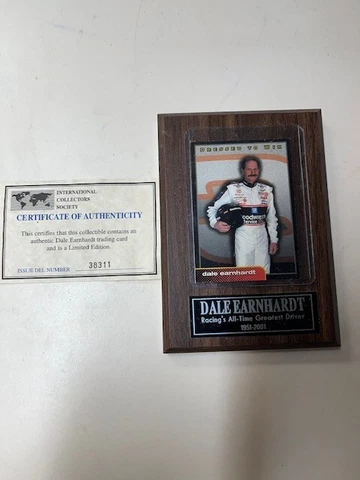 INTERNATIONAL
COLLECTORS
SOCIETY
CERTIFICATE OF AUTHENTICITY
This certifies that this collectible contains an
authentic Dale Earnhardt trading card
and is a Limited Edition.
ISSUE DEL NUMBER 38311
DRESSED TO WIN
Goodwrench
Service
dale earnhardt
DALE EARNHARDT
Racing's All-Time Greatest Driver
1951-2001